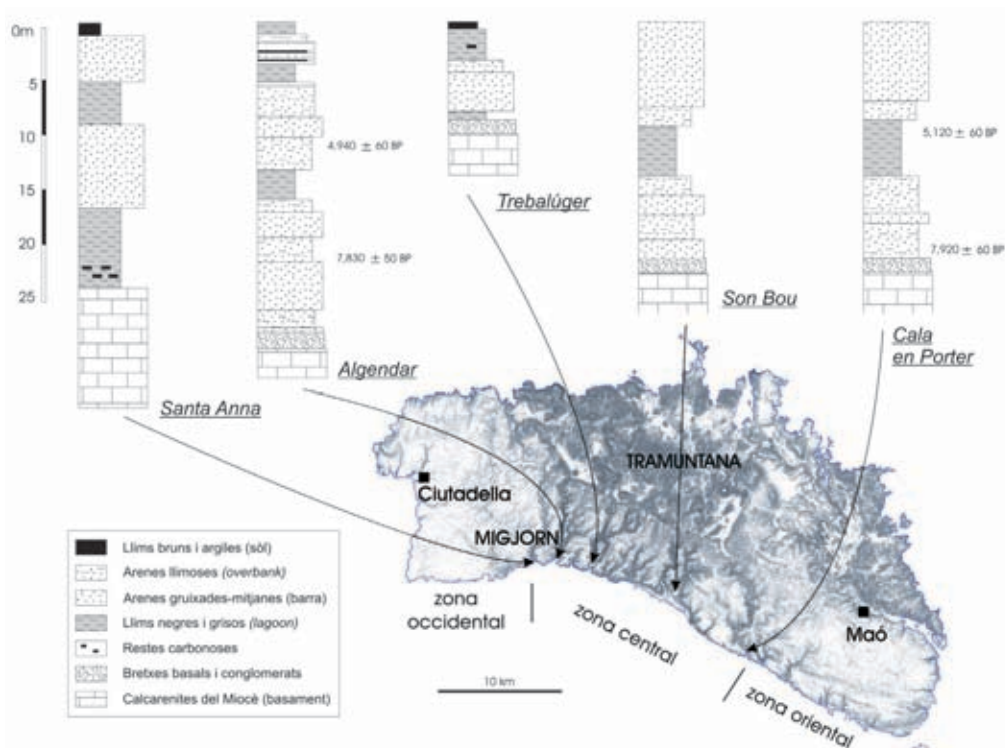 0m
5
10
15
20
25
Santa Anna
4,940 ± 60 BP
7,830 ± 50 BP
Algendar
Trebalúger
Son Bou
5,120 ± 60 BP
7,920 ± 60 BP
Cala
en Porter
TRAMUNTANA
Ciutadella
MIGJORN
Maó
zona
occidental
zona central
zona oriental
10 km
Llims bruns i argiles (sòl)
Arenes llimoses (overbank)
Arenes gruixades-mitjanes (barra)
Llims negres i grisos (lagoon)
Restes carbonoses
Bretxes basals i conglomerats
Calcarenites del Miocè (basament)